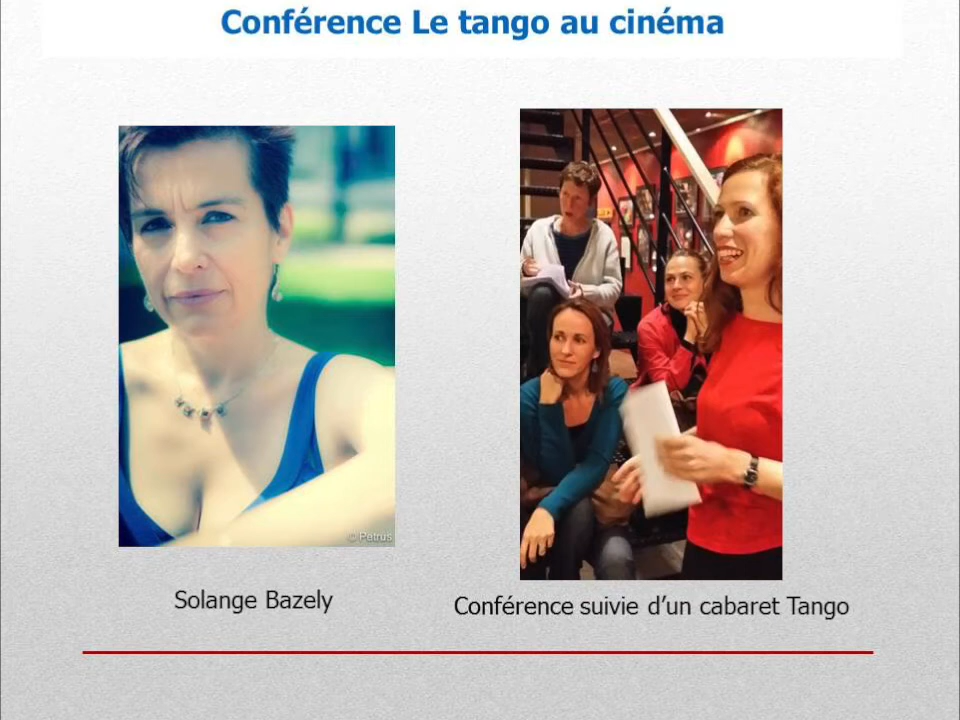 Conférence Le tango au cinéma
© Petrus
Solange Bazely
Conférence suivie d’un cabaret Tango